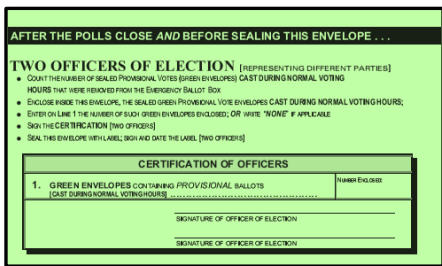 AFTER THE POLLS CLOSE AND BEFORE SEALING THIS ENVELOPE . . .
TWO OFFICERS OF ELECTION [REPRESENTING DIFFERENT PARTIES]
• COUNT THE NUMBER OF SEALED PROVISIONAL VOTES (GREEN ENVELOPES) CAST DURING NORMAL VOTING
HOURS THAT WERE REMOVED FROM THE EMERGENCY BALLOT BOX
• ENCLOSE INSIDE THIS ENVELOPE, THE SEALED GREEN PROVISIONAL VOTE ENVELOPES CAST DURING NORMAL VOTING HOURS;
• ENTER ON LINE 1 THE NUMBER OF SUCH GREEN ENVELOPES ENCLOSED; OR WRITE "NONE" IF APPLICABLE
• SIGN THE CERTIFICATION [TWO OFFICERS]
• SEAL THIS ENVELOPE WITH LABEL; SIGN AND DATE THE LABEL [TWO OFFICERS]
CERTIFICATION OF OFFICERS
1. GREEN ENVELOPES CONTAINING PROVISIONAL BALLOTS
NUMBER ENCLOSED:
[CAST DURING NORMAL VOTING HOURS] ................................................
SIGNATURE OF OFFICER OF ELECTION
SIGNATURE OF OFFICER OF ELECTION